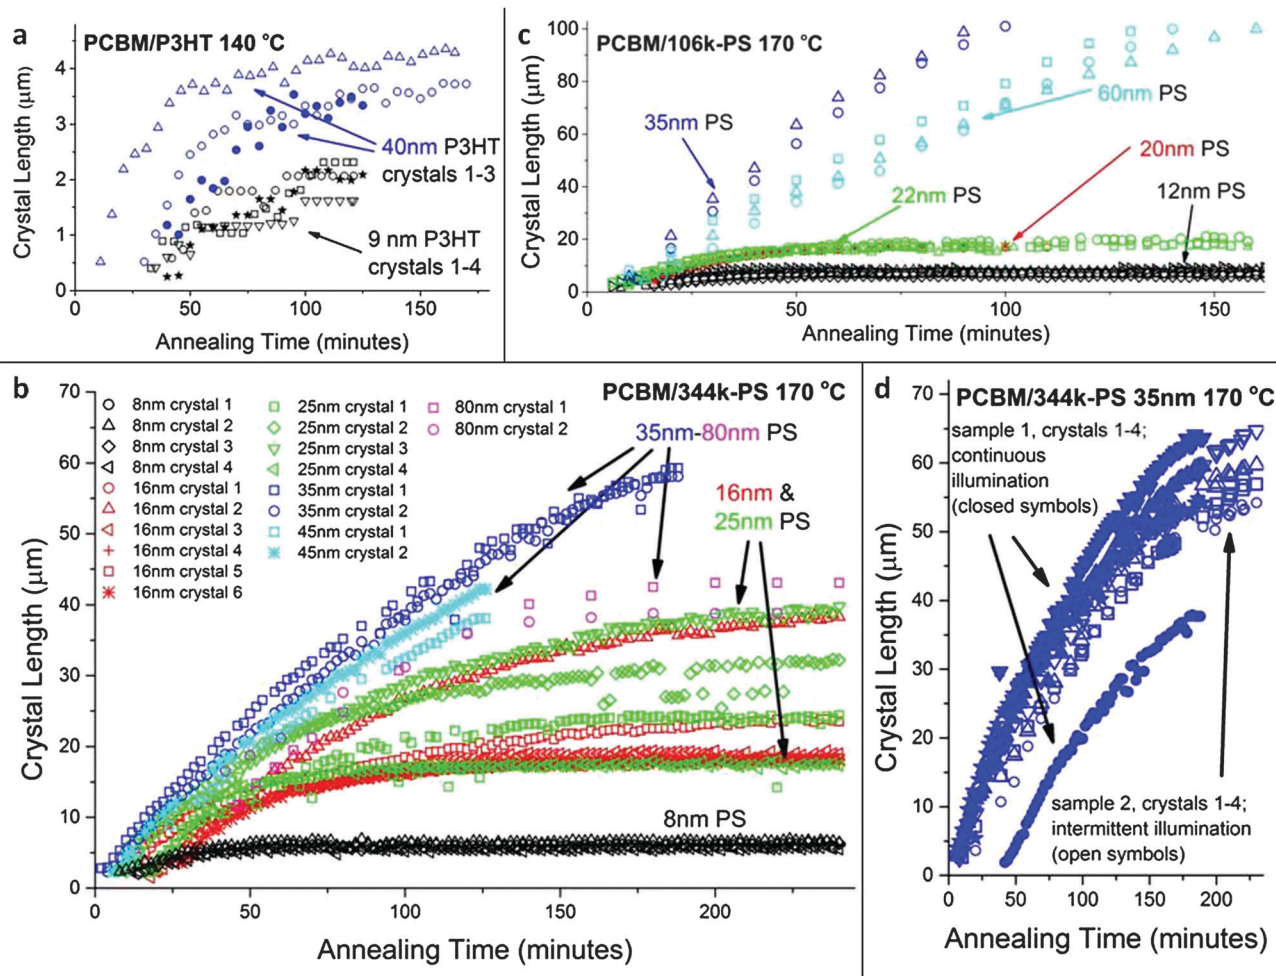 a
PCBM/P3HT 140 °C
4
3
2
1
0
0
50
100
150
Crystal Length (μm)
Annealing Time (minutes)
40nm P3HT
crystals 1-3
9 nm P3HT
crystals 1-4
c
PCBM/106k-PS 170 °C
100
80
60
40
20
0
0
50
100
150
Crystal Length (μm)
Annealing Time (minutes)
35nm PS
60nm PS
20nm PS
22nm PS
12nm PS
b
PCBM/344k-PS 170 °C
70
60
50
40
30
20
10
0
0
50
100
150
200
Crystal Length (μm)
Annealing Time (minutes)
8nm crystal 1
8nm crystal 2
8nm crystal 3
8nm crystal 4
16nm crystal 1
16nm crystal 2
16nm crystal 3
16nm crystal 4
16nm crystal 5
16nm crystal 6
25nm crystal 1
25nm crystal 2
25nm crystal 3
25nm crystal 4
35nm crystal 1
35nm crystal 2
45nm crystal 1
45nm crystal 2
80nm crystal 1
80nm crystal 2
35nm-80nm PS
16nm &
25nm PS
8nm PS
d
PCBM/344k-PS 35nm 170 °C
70
60
50
40
30
20
10
0
0
50
100
150
200
Crystal Length (μm)
Annealing Time (minutes)
sample 1, crystals 1-4;
continuous
illumination
(closed symbols)
sample 2, crystals 1-4;
intermittent illumination
(open symbols)